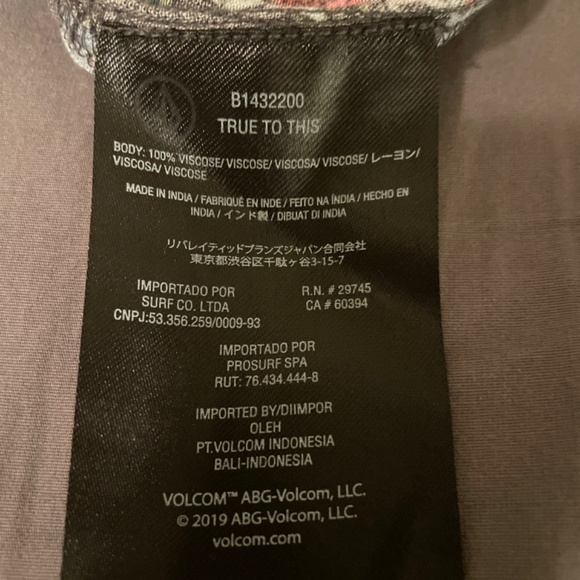 B1432200
TRUE TO THIS
BODY: 100% VISCOSE/ VISCOSE/ VISCOSA/ VISCOSE/ レーヨン/
VISCOSA/ VISCOSE
MADE IN INDIA / FABRIQUÉ EN INDE / FEITO NA ÍNDIA / HECHO EN
INDIA / インド製 / DIBUAT DI INDIA
リバレイティッドブランズジャパン合同会社
東京都渋谷区千駄ヶ谷3-15-7
IMPORTADO POR
SURF CO. LTDA
CNPJ:53.356.259/0009-93
R.N. # 29745
CA # 60394
IMPORTADO POR
PROSURF SPA
RUT: 76.434.444-8
IMPORTED BY/DIIMPOR
OLEH
PT.VOLCOM INDONESIA
BALI-INDONESIA
VOLCOM™ ABG-Volcom, LLC.
© 2019 ABG-Volcom, LLC.
volcom.com